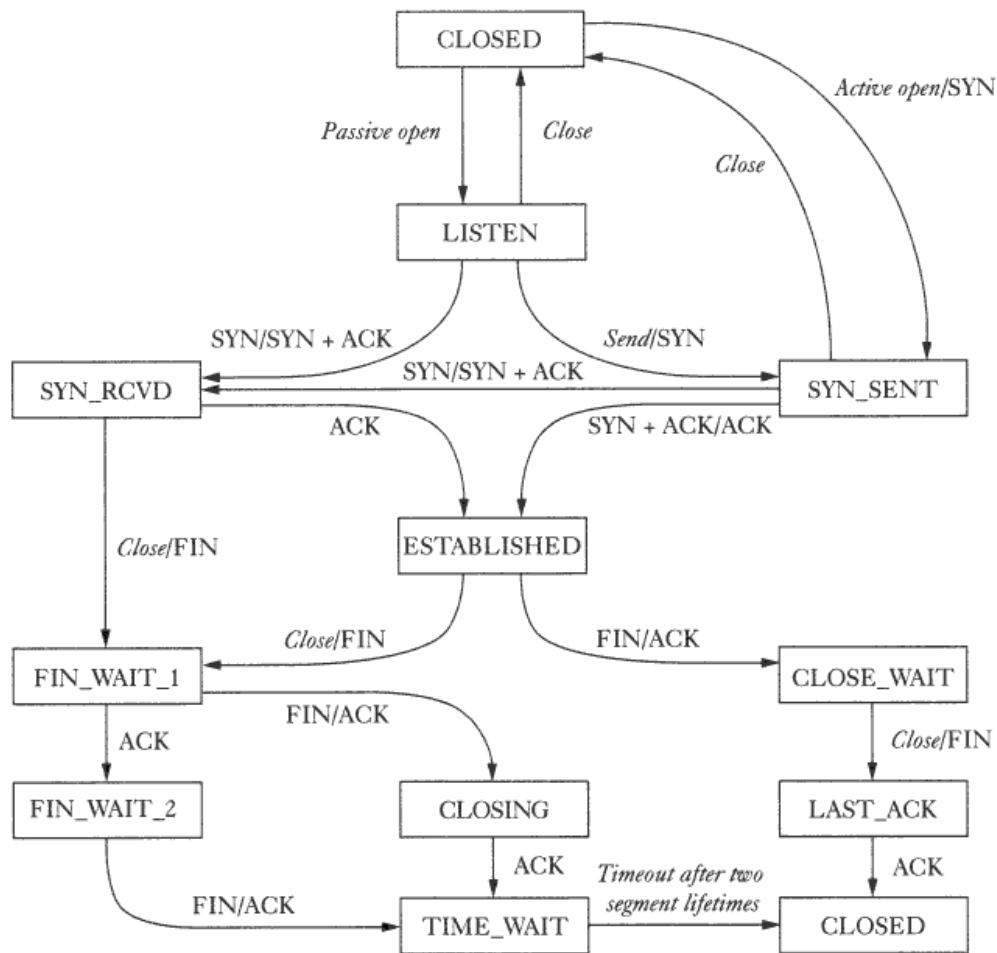 CLOSED
Active open/SYN
Passive open
Close
Close
LISTEN
SYN/SYN + ACK
Send/SYN
SYN/SYN + ACK
SYN_RCVD
SYN_SENT
ACK
SYN + ACK/ACK
ESTABLISHED
Close/FIN
Close/FIN
FIN/ACK
FIN_WAIT_1
CLOSE_WAIT
FIN/ACK
ACK
Close/FIN
FIN_WAIT_2
CLOSING
LAST_ACK
ACK
Timeout after two
segment lifetimes
ACK
FIN/ACK
TIME_WAIT
CLOSED